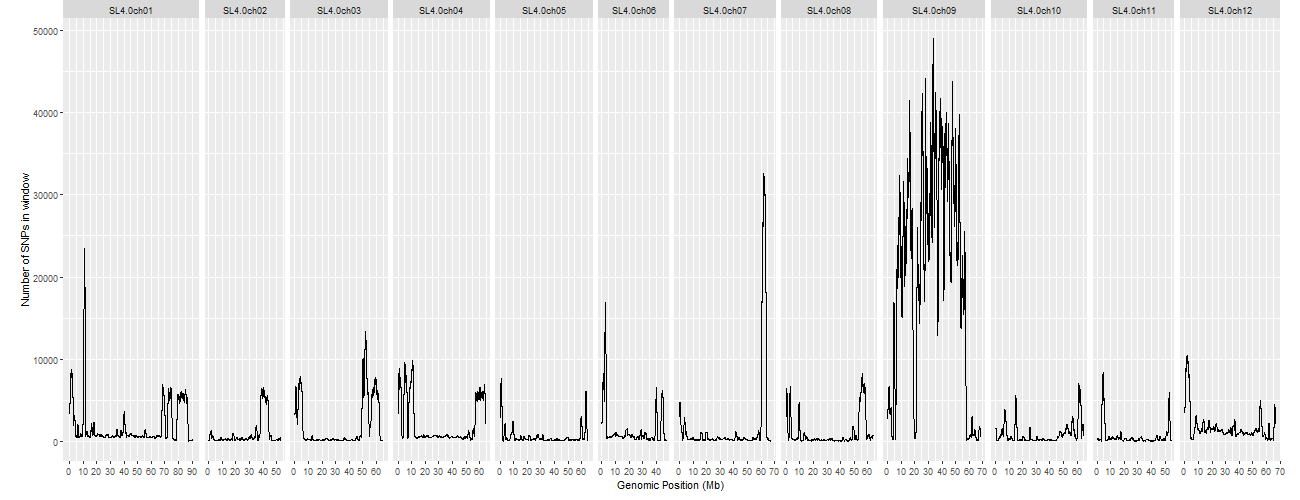 SL4.0ch01 SL4.0ch02 SL4.0ch03 SL4.0ch04 SL4.0ch05 SL4.0ch06 SL4.0ch07 SL4.0ch08 SL4.0ch09 SL4.0ch10 SL4.0ch11 SL4.0ch12
50000
40000
30000
20000
10000
0
Number of SNPs in window
0 10 20 30 40 50 60 70 80 90 0 10 20 30 40 50 0 10 20 30 40 50 60 0 10 20 30 40 50 60 0 10 20 30 40 50 60 0 10 20 30 40 0 10 20 30 40 50 60 70 0 10 20 30 40 50 60 0 10 20 30 40 50 60 70 0 10 20 30 40 50 60 0 10 20 30 40 50 0 10 20 30 40 50 60 70
Genomic Position (Mb)